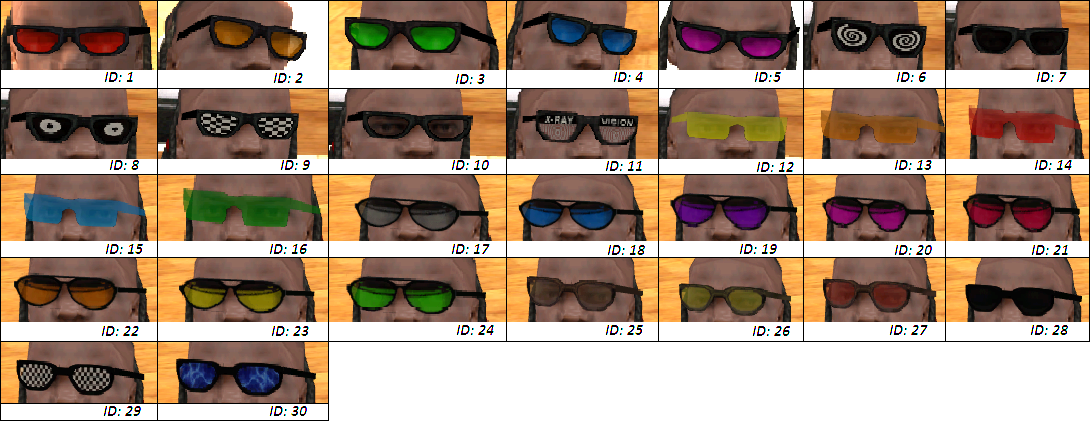 ID: 1
ID: 2
ID: 3
ID: 4
ID: 5
ID: 6
ID: 7
X-RAY VISION
ID: 8
ID: 9
ID: 10
ID: 11
ID: 12
ID: 13
ID: 14
ID: 15
ID: 16
ID: 17
ID: 18
ID: 19
ID: 20
ID: 21
ID: 22
ID: 23
ID: 24
ID: 25
ID: 26
ID: 27
ID: 28
ID: 29
ID: 30